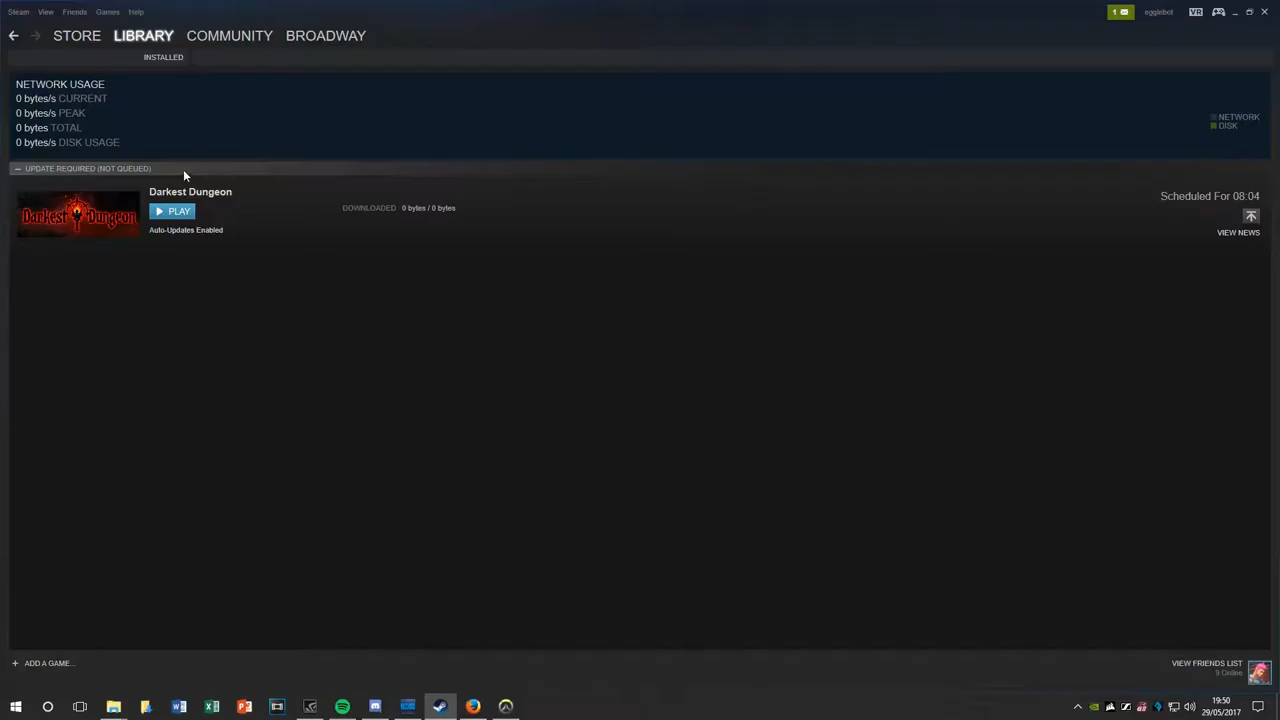 Steam View Friends Games Help
1 egglebot VR
STORE LIBRARY COMMUNITY BROADWAY
INSTALLED
NETWORK USAGE
0 bytes/s CURRENT
0 bytes/s PEAK
0 bytes TOTAL
0 bytes/s DISK USAGE
NETWORK
DISK
UPDATE REQUIRED (NOT QUEUED)
Darkest Dungeon
Darkest Dungeon
PLAY
Auto-Updates Enabled
DOWNLOADED 0 bytes / 0 bytes
Scheduled For 08:04
VIEW NEWS
+ ADD A GAME...
VIEW FRIENDS LIST
9 Online
19:50
29/05/2017